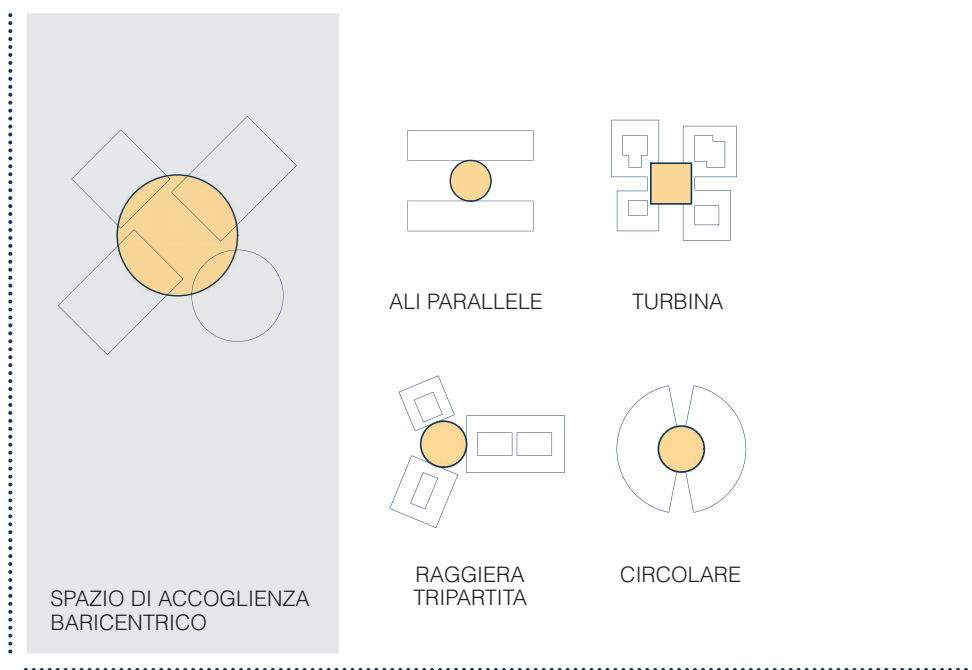 SPAZIO DI ACCOGLIENZA
BARICENTRICO
ALI PARALLELE
TURBINA
RAGGIERA
TRIPARTITA
CIRCOLARE